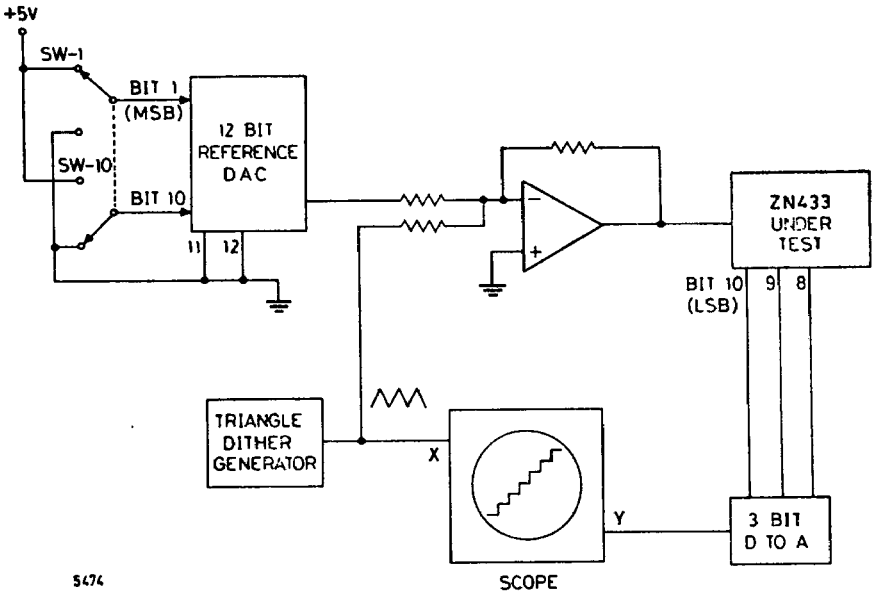 +5V
SW-1
BIT 1
(MSB)
12 BIT
REFERENCE
DAC
SW-10
BIT 10
11
12
−
+
ZN433
UNDER
TEST
BIT 10
(LSB)
9
8
TRIANGLE
DITHER
GENERATOR
X
Y
3 BIT
D TO A
SCOPE
5474